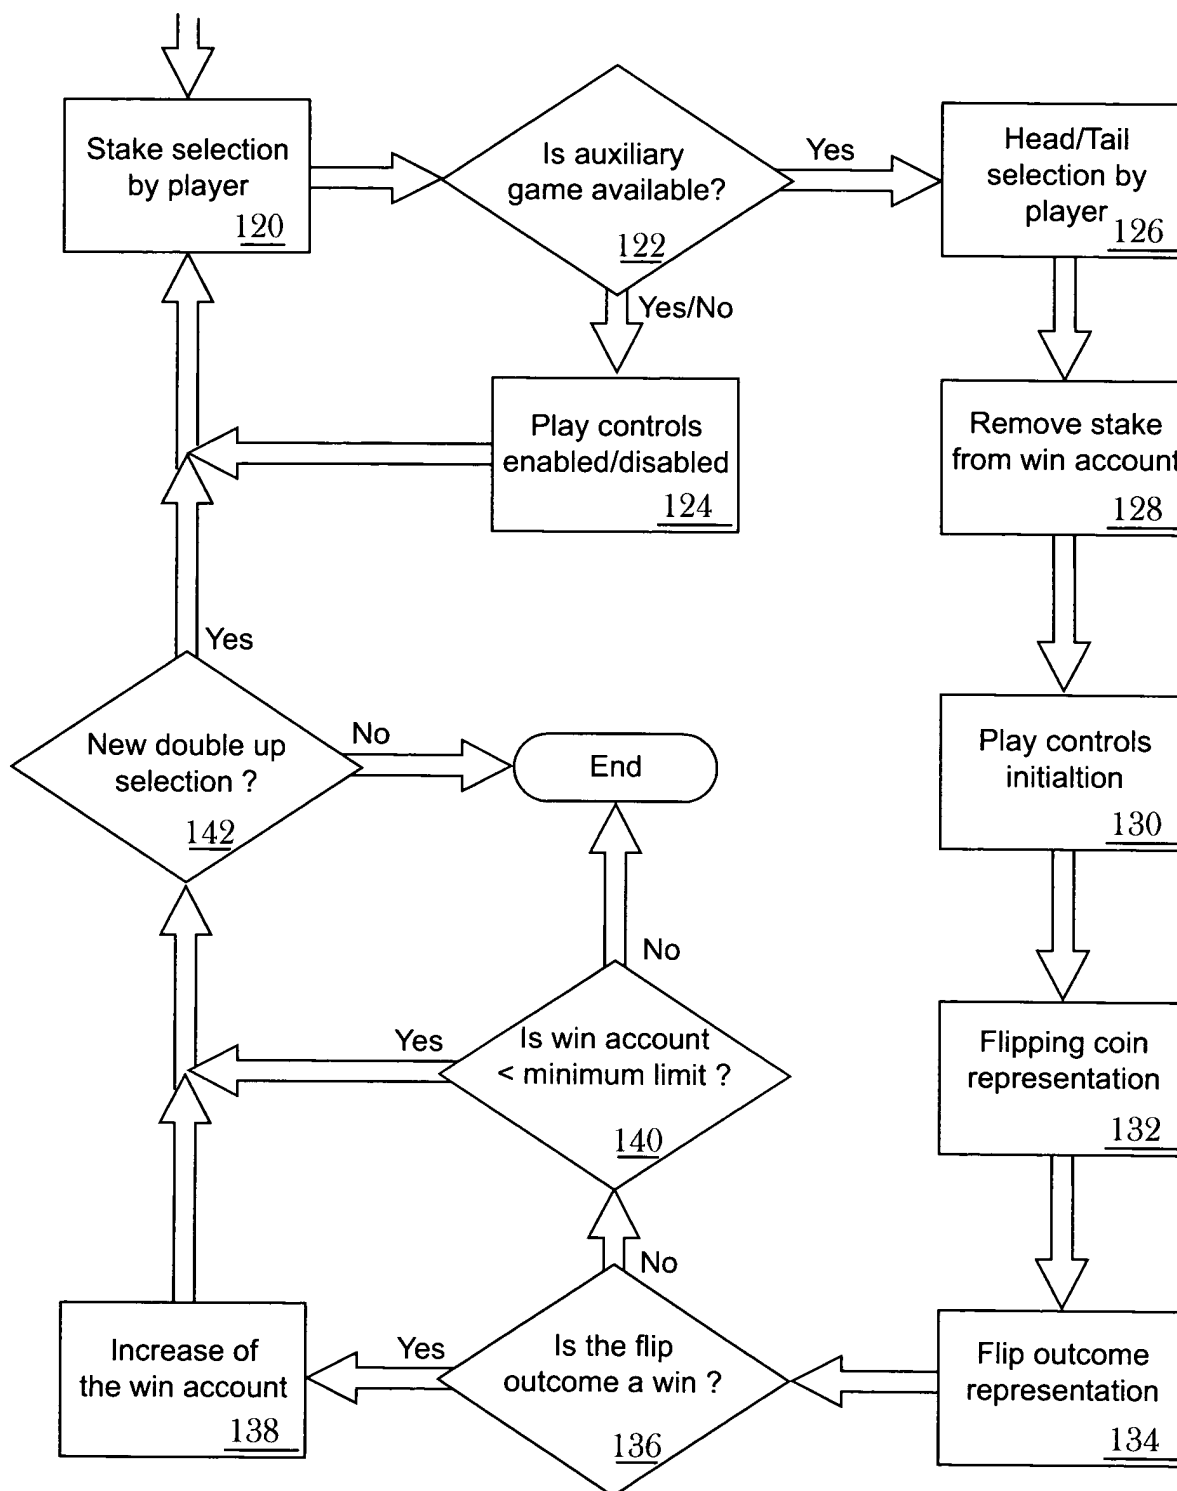 Stake selection
by player
120
Is auxiliary
game available?
122
Yes
Head/Tail
selection by
player
126
Yes/No
Play controls
enabled/disabled
124
Remove stake
from win account
128
Yes
New double up
selection ?
142
No
End
Play controls
initialtion
130
No
Is win account
< minimum limit ?
140
Yes
Flipping coin
representation
132
No
Increase of
the win account
138
Yes
Is the flip
outcome a win ?
136
Flip outcome
representation
134